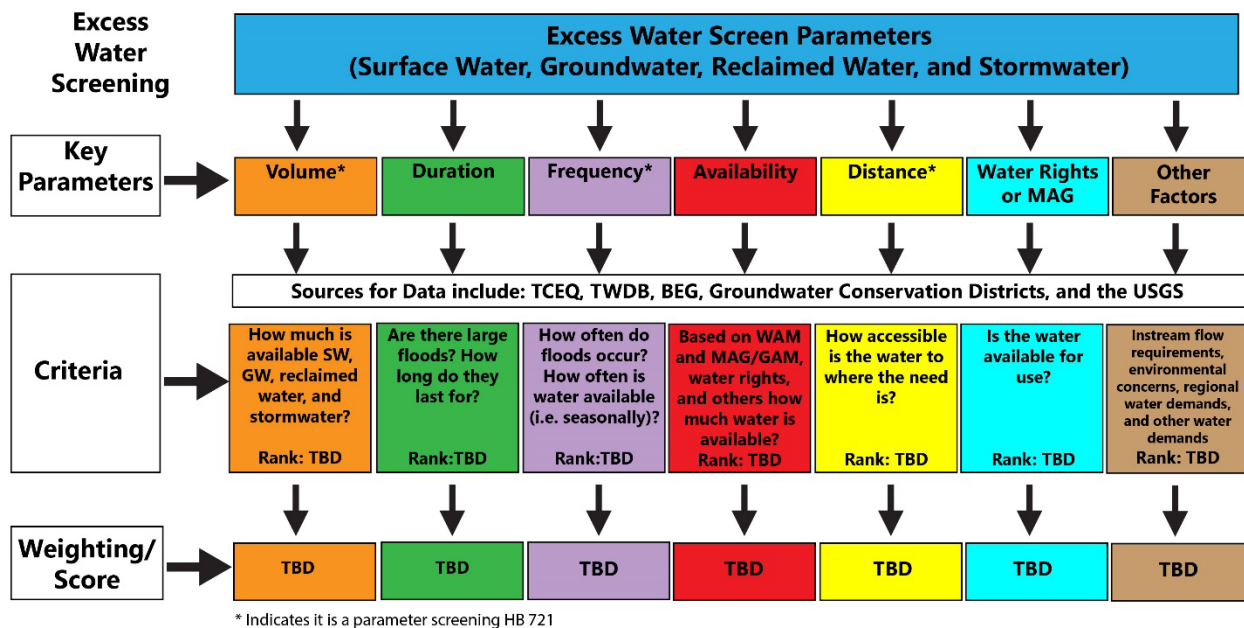 Excess
Water
Screening
Excess Water Screen Parameters
(Surface Water, Groundwater, Reclaimed Water, and Stormwater)
Key
Parameters
Volume*
Duration
Frequency*
Availability
Distance*
Water Rights
or MAG
Other
Factors
Criteria
Sources for Data include: TCEQ, TWDB, BEG, Groundwater Conservation Districts, and the USGS
How much is
available SW,
GW, reclaimed
water, and
stormwater?
Rank: TBD
Are there large
floods? How
long do they
last for?
Rank:TBD
How often do
floods occur?
How often is
water available
(i.e. seasonally)?
Rank:TBD
Based on WAM
and MAG/GAM,
water rights,
and others how
much water is
available?
Rank: TBD
How accessible
is the water to
where the need
is?
Rank: TBD
Is the water
available for
use?
Rank: TBD
Instream flow
requirements,
environmental
concerns, regional
water demands,
and other water
demands
Rank: TBD
Weighting/
Score
TBD
TBD
TBD
TBD
TBD
TBD
TBD
* Indicates it is a parameter screening HB 721